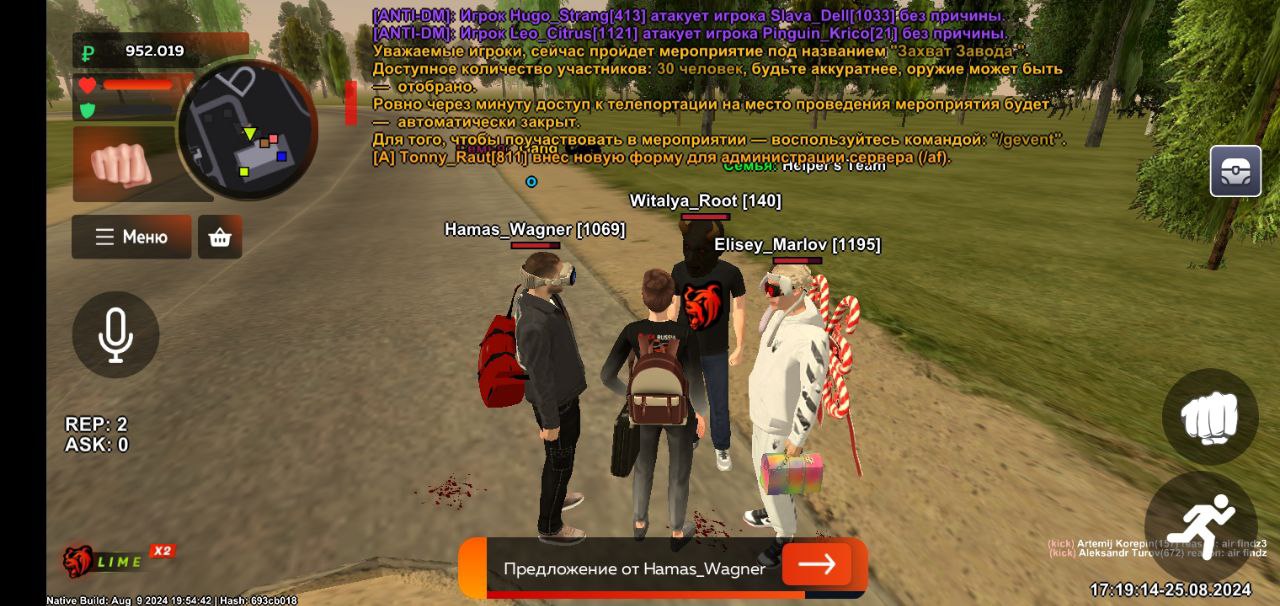 [ANTI-DM]: Игрок Hugo_Strang[413] атакует игрока Slava_Dell[1033] без причины.
[ANTI-DM]: Игрок Leo_Citrus[1121] атакует игрока Pinguin_Krico[21] без причины.
Уважаемые игроки, сейчас пройдет мероприятие под названием "Захват Завода".
Доступное количество участников: 30 человек, будьте аккуратнее, оружие может быть
— отобрано.
Ровно через минуту доступ к телепортации на место проведения мероприятия будет
— автоматически закрыт.
Для того, чтобы поучаствовать в мероприятии — воспользуйтесь командой: "/gevent".
[A] Tonny_Raut[811] внес новую форму для администрации сервера (/af).
₽ 952.019
Семья: Helper's Team
Witalya_Root [140]
Hamas_Wagner [1069]
Elisey_Marlov [1195]
Меню
RUSSIA
REP: 2
ASK: 0
LIME X2
Предложение от Hamas_Wagner
(kick) Artemij Korepin(157) reason: air findz3
(kick) Aleksandr Turov(672) reason: air findz
17:19:14-25.08.2024
Native Build: Aug 9 2024 19:54:42 | Hash: 693cb018